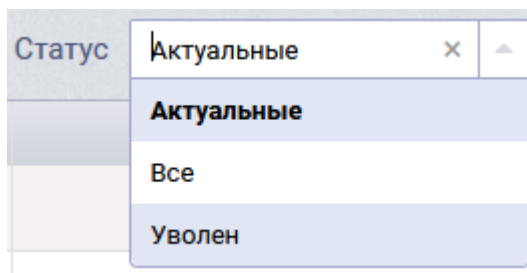 Статус Актуальные
Актуальные
Все
Уволен